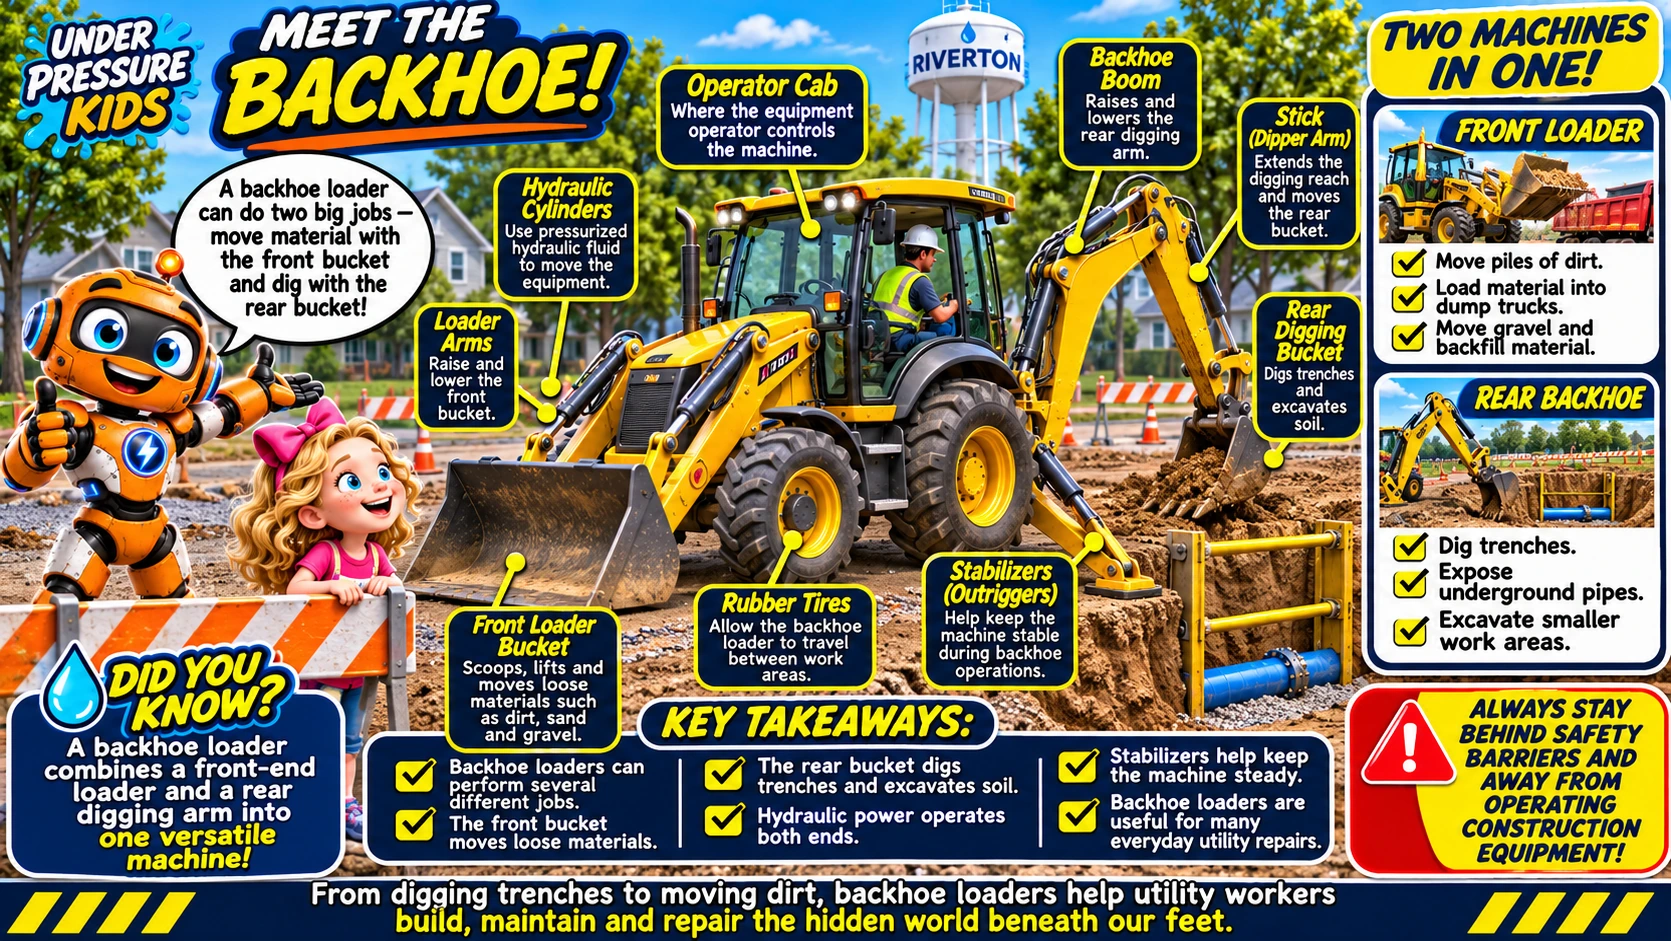 UNDER
PRESSURE
KIDS
MEET THE
BACKHOE!
A backhoe loader
can do two big jobs –
move material with
the front bucket
and dig with the
rear bucket!
RIVERTON
Operator Cab
Where the equipment
operator controls
the machine.
Hydraulic
Cylinders
Use pressurized
hydraulic fluid
to move the
equipment.
Loader
Arms
Raise and
lower the
front
bucket.
Backhoe
Boom
Raises and
lowers the
rear digging
arm.
Stick
(Dipper Arm)
Extends the
digging reach
and moves
the rear
bucket.
Rear
Digging
Bucket
Digs trenches
and
excavates
soil.
Front Loader
Bucket
Scoops, lifts and
moves loose
materials such
as dirt, sand
and gravel.
Rubber Tires
Allow the backhoe
loader to travel
between work
areas.
Stabilizers
(Outriggers)
Help keep the
machine stable
during backhoe
operations.
TWO MACHINES
IN ONE!
FRONT LOADER
Move piles of dirt.
Load material into
dump trucks.
Move gravel and
backfill material.
REAR BACKHOE
Dig trenches.
Expose
underground pipes.
Excavate smaller
work areas.
DID YOU
KNOW?
A backhoe loader
combines a front-end
loader and a rear
digging arm into
one versatile
machine!
KEY TAKEAWAYS:
Backhoe loaders can
perform several
different jobs.
The front bucket
moves loose materials.
The rear bucket digs
trenches and excavates soil.
Hydraulic power operates
both ends.
Stabilizers help keep
the machine steady.
Backhoe loaders are
useful for many
everyday utility repairs.
ALWAYS STAY
BEHIND SAFETY
BARRIERS AND
AWAY FROM
OPERATING
CONSTRUCTION
EQUIPMENT!
From digging trenches to moving dirt, backhoe loaders help utility workers
build, maintain and repair the hidden world beneath our feet.